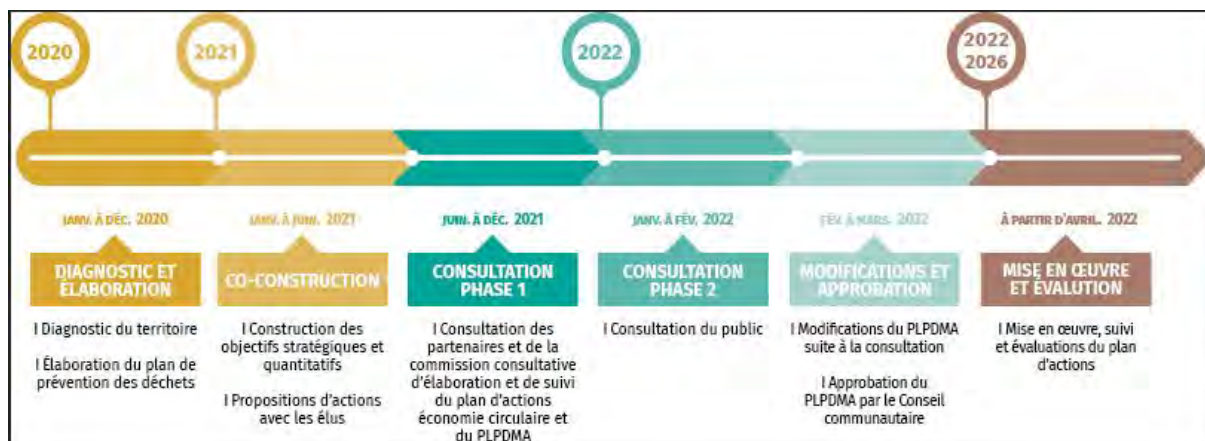 2020
2021
2022
2022
2026
JANV. À DÉC. 2020
DIAGNOSTIC ET
ÉLABORATION
I Diagnostic du territoire
I Élaboration du plan de
prévention des déchets
JANV. À JUIN. 2021
CO-CONSTRUCTION
I Construction des
objectifs stratégiques et
quantitatifs
I Propositions d'actions
avec les élus
JUIN. À DÉC. 2021
CONSULTATION
PHASE 1
I Consultation des
partenaires et de la
commission consultative
d'élaboration et de suivi
du plan d'actions
économie circulaire et
du PLPDMA
JANV. À FÉV. 2022
CONSULTATION
PHASE 2
I Consultation du public
FÉV. À MARS. 2022
MODIFICATIONS ET
APPROBATION
I Modifications du PLPDMA
suite à la consultation
I Approbation du
PLPDMA par le Conseil
communautaire
À PARTIR D'AVRIL. 2022
MISE EN ŒUVRE
ET ÉVALUTION
I Mise en œuvre, suivi
et évaluations du plan
d'actions